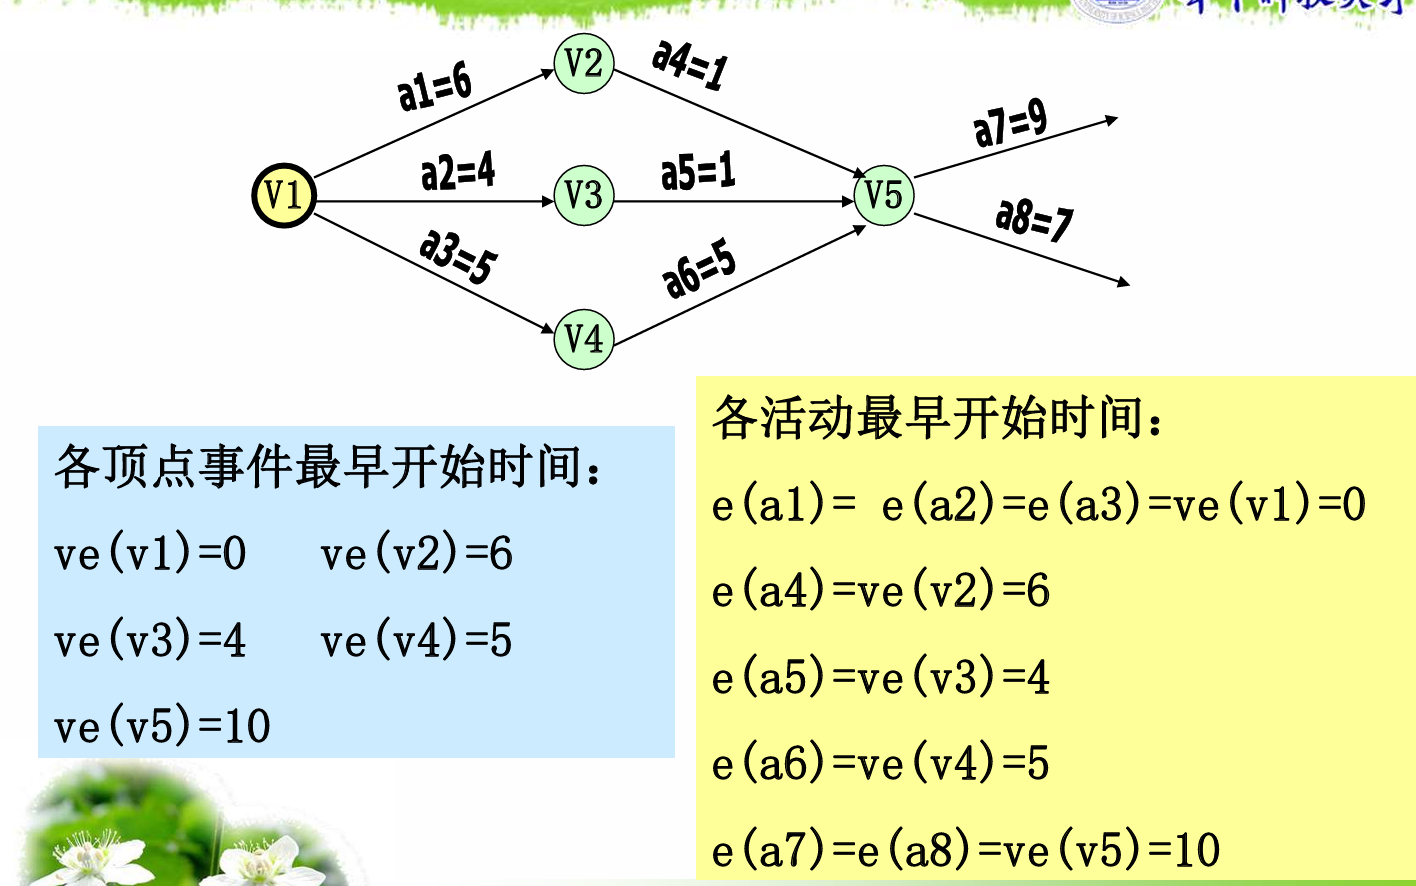 V2
a4=1
a1=6
a7=9
V1
a2=4
V3
a5=1
V5
a3=5
a6=5
a8=7
V4
各顶点事件最早开始时间：
ve(v1)=0 ve(v2)=6
ve(v3)=4 ve(v4)=5
ve(v5)=10
各活动最早开始时间：
e(a1)= e(a2)=e(a3)=ve(v1)=0
e(a4)=ve(v2)=6
e(a5)=ve(v3)=4
e(a6)=ve(v4)=5
e(a7)=e(a8)=ve(v5)=10